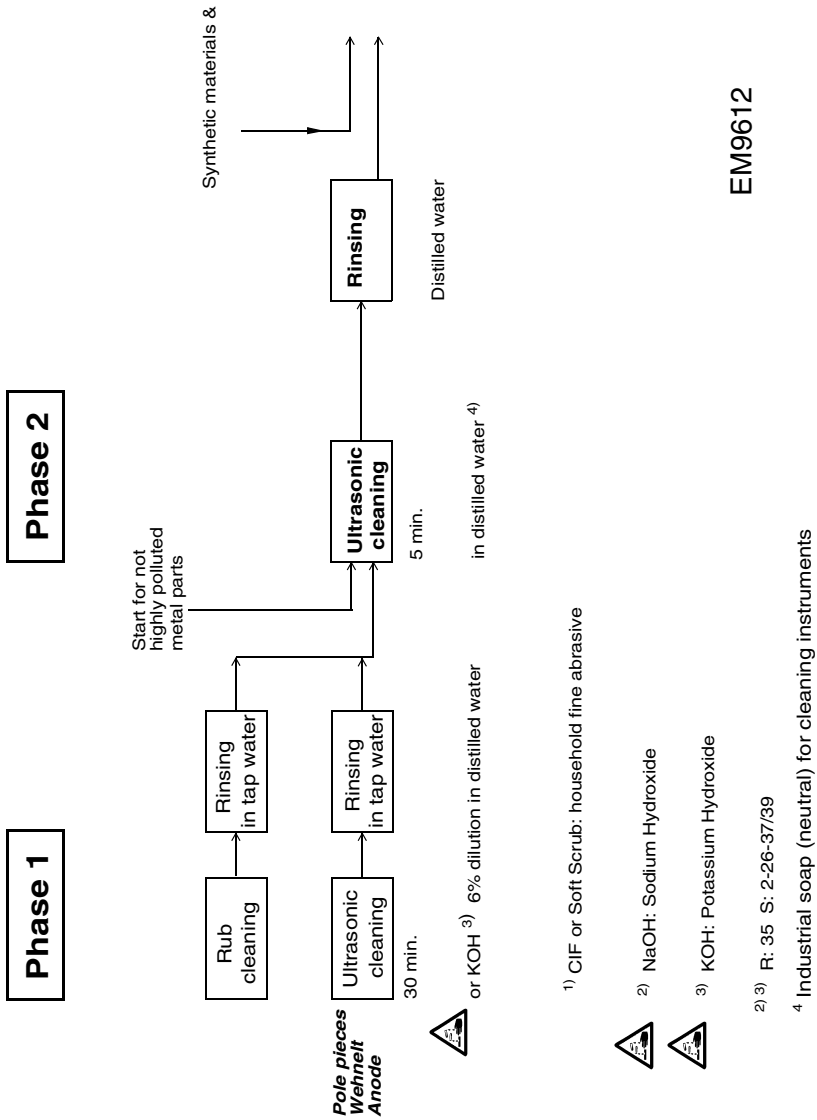 Phase 1
Phase 2
Rub
cleaning
Rinsing
in tap water
Start for not
highly polluted
metal parts
Synthetic materials &
Pole pieces
Wehnelt
Anode
Ultrasonic
cleaning
30 min.
Rinsing
in tap water
Ultrasonic
cleaning
5 min.
Rinsing
or KOH 3) 6% dilution in distilled water
in distilled water 4)
Distilled water
1) CIF or Soft Scrub: household fine abrasive
2) NaOH: Sodium Hydroxide
3) KOH: Potassium Hydroxide
2) 3) R: 35 S: 2-26-37/39
4 Industrial soap (neutral) for cleaning instruments
EM9612